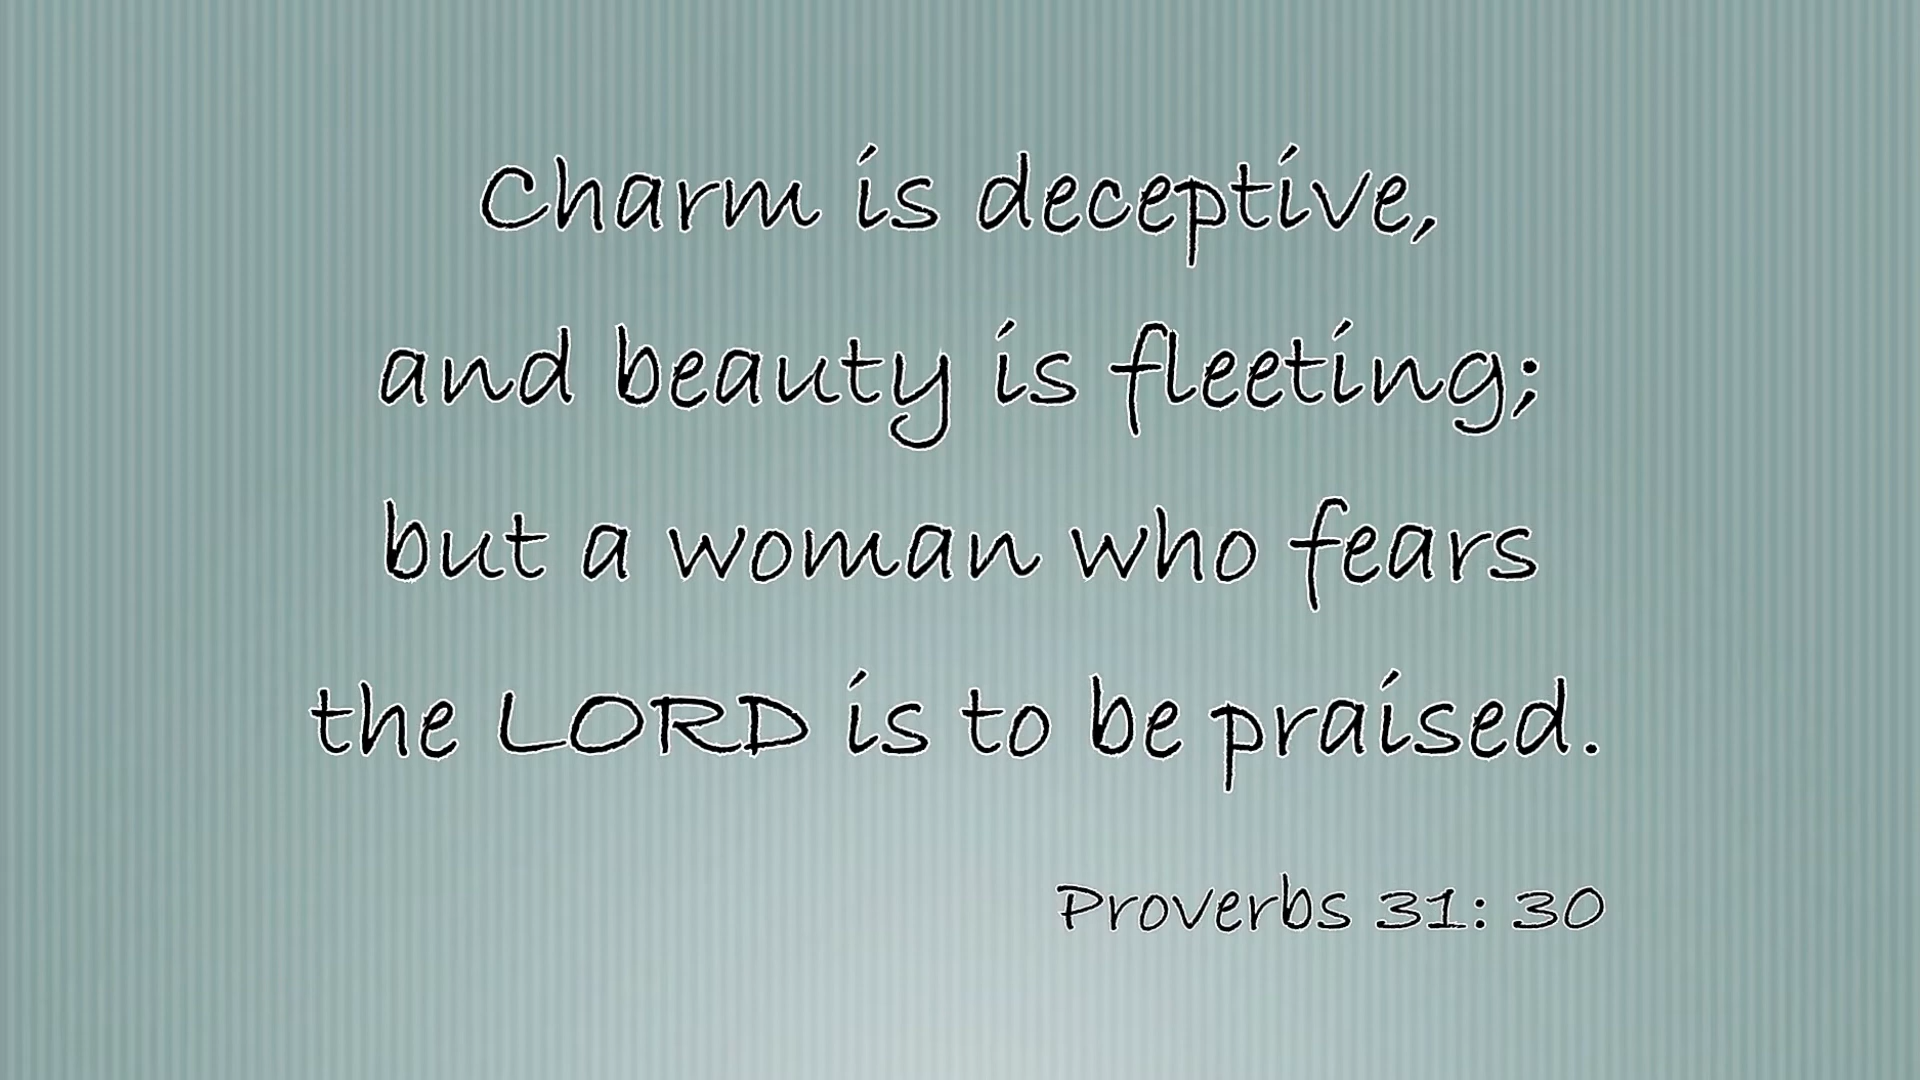 Charm is deceptive,
and beauty is fleeting;
but a woman who fears
the LORD is to be praised.
Proverbs 31: 30